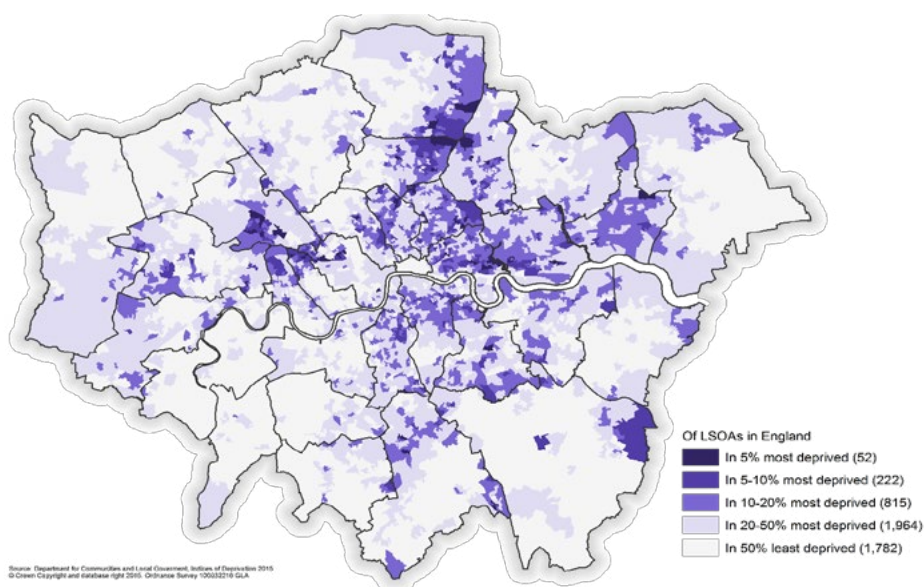 Of LSOAs in England
In 5% most deprived (52)
In 5-10% most deprived (222)
In 10-20% most deprived (815)
In 20-50% most deprived (1,964)
In 50% least deprived (1,782)
Source: Department for Communities and Local Government, Indices of Deprivation 2015
© Crown Copyright and database right 2015. Ordnance Survey 100032216 GLA